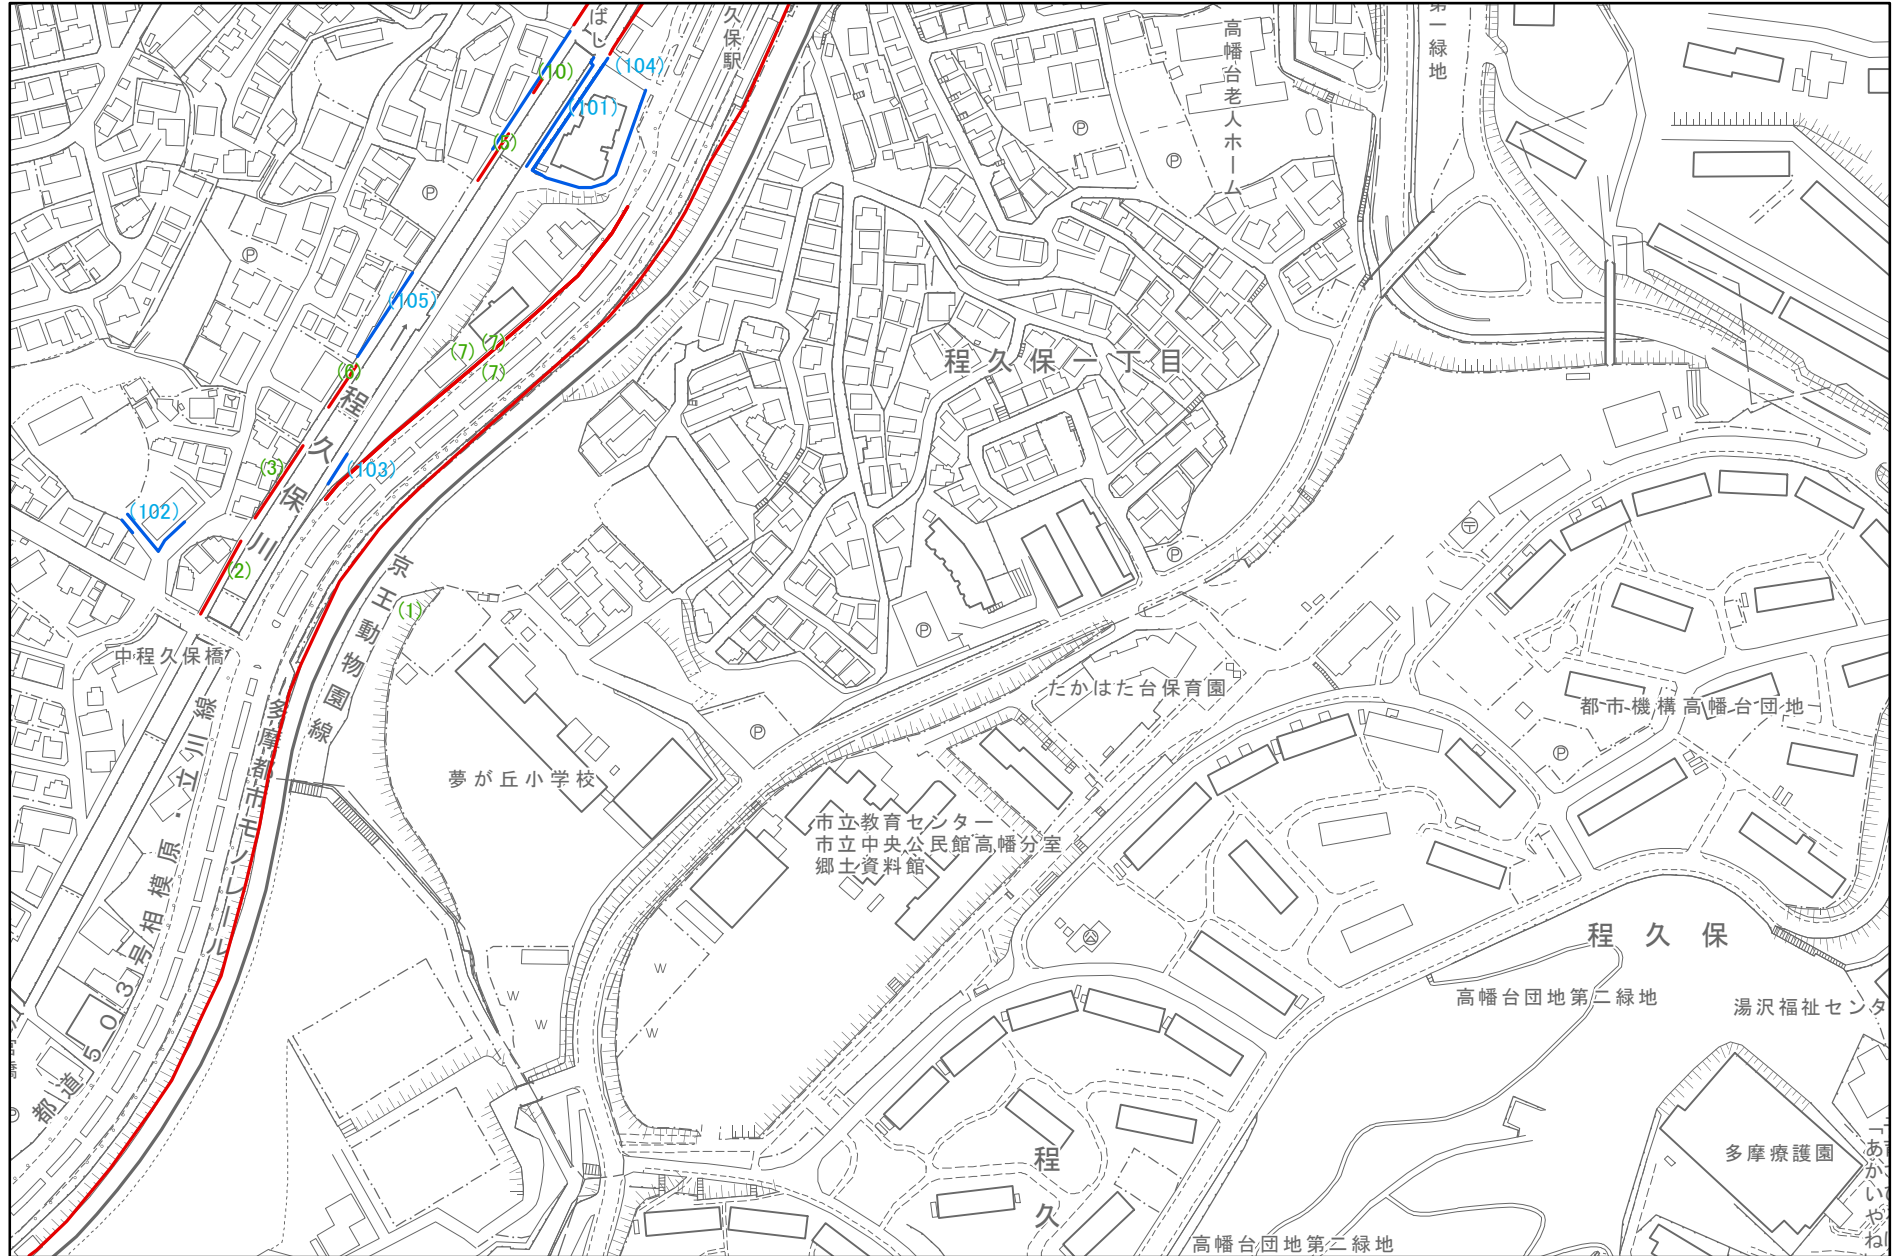 ばし
久保駅
高幡台老人ホーム
第一緑地
(10)
(104)
(101)
(5)
(105)
(7)
(7)
(7)
(6)
程久保川
程久保一丁目
(3)
(103)
(102)
(2)
(1)
京王動物園線
中程久保橋
たかはた台保育園
都市機構高幡台団地
多摩都市モノレール
夢が丘小学校
市立教育センター
市立中央公民館高幡分室
郷土資料館
都道503号相模原・立川線
程久保
高幡台団地第二緑地
湯沢福祉センタ
多摩療護園
「あかいやね
程久
高幡台団地第二緑地
P
P
P
P
P
P
P
P
W
W
W
W